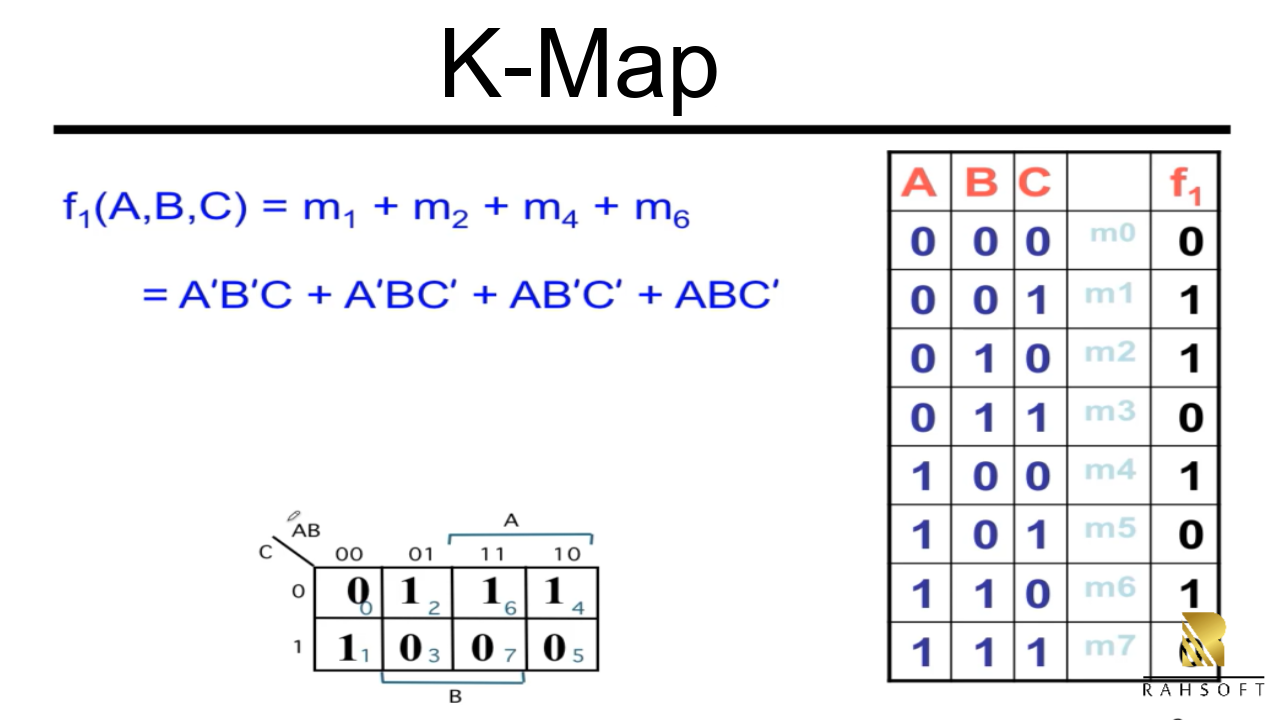 K-Map
f₁(A,B,C) = m₁ + m₂ + m₄ + m₆
= A′B′C + A′BC′ + AB′C′ + ABC′
A B C f₁
0 0 0 m0 0
0 0 1 m1 1
0 1 0 m2 1
0 1 1 m3 0
1 0 0 m4 1
1 0 1 m5 0
1 1 0 m6 1
1 1 1 m7
A
AB
C 00 01 11 10
0 0 0 1 2 1 6 1 4
1 1 1 0 3 0 7 0 5
B
RAHSOFT